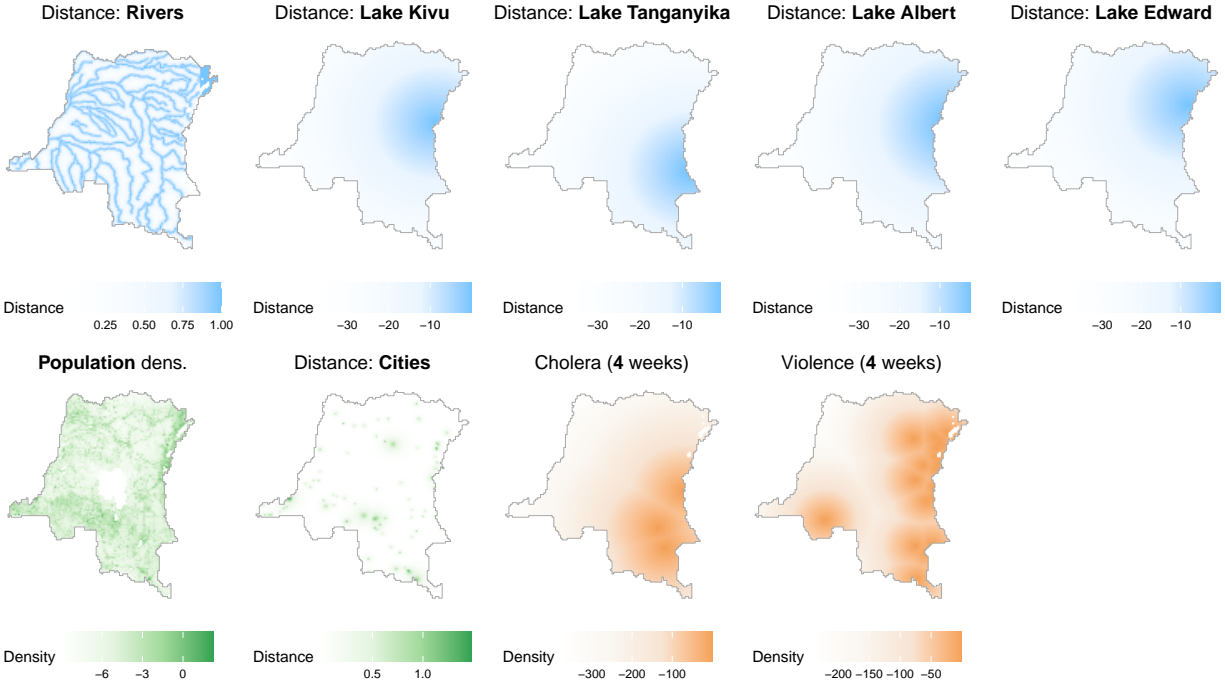 Distance: Rivers
Distance: Lake Kivu
Distance: Lake Tanganyika
Distance: Lake Albert
Distance: Lake Edward
Distance
0.25 0.50 0.75 1.00
Distance
−30 −20 −10
Distance
−30 −20 −10
Distance
−30 −20 −10
Distance
−30 −20 −10
Population dens.
Distance: Cities
Cholera (4 weeks)
Violence (4 weeks)
Density
−6 −3 0
Distance
0.5 1.0
Density
−300 −200 −100
Density
−200 −150 −100 −50